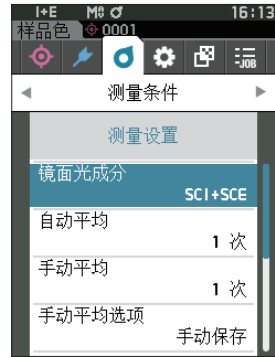 I+E M 16:13
样品色 0001
JOB
测量条件
测量设置
镜面光成分
SCI+SCE
自动平均
1 次
手动平均
1 次
手动平均选项
手动保存